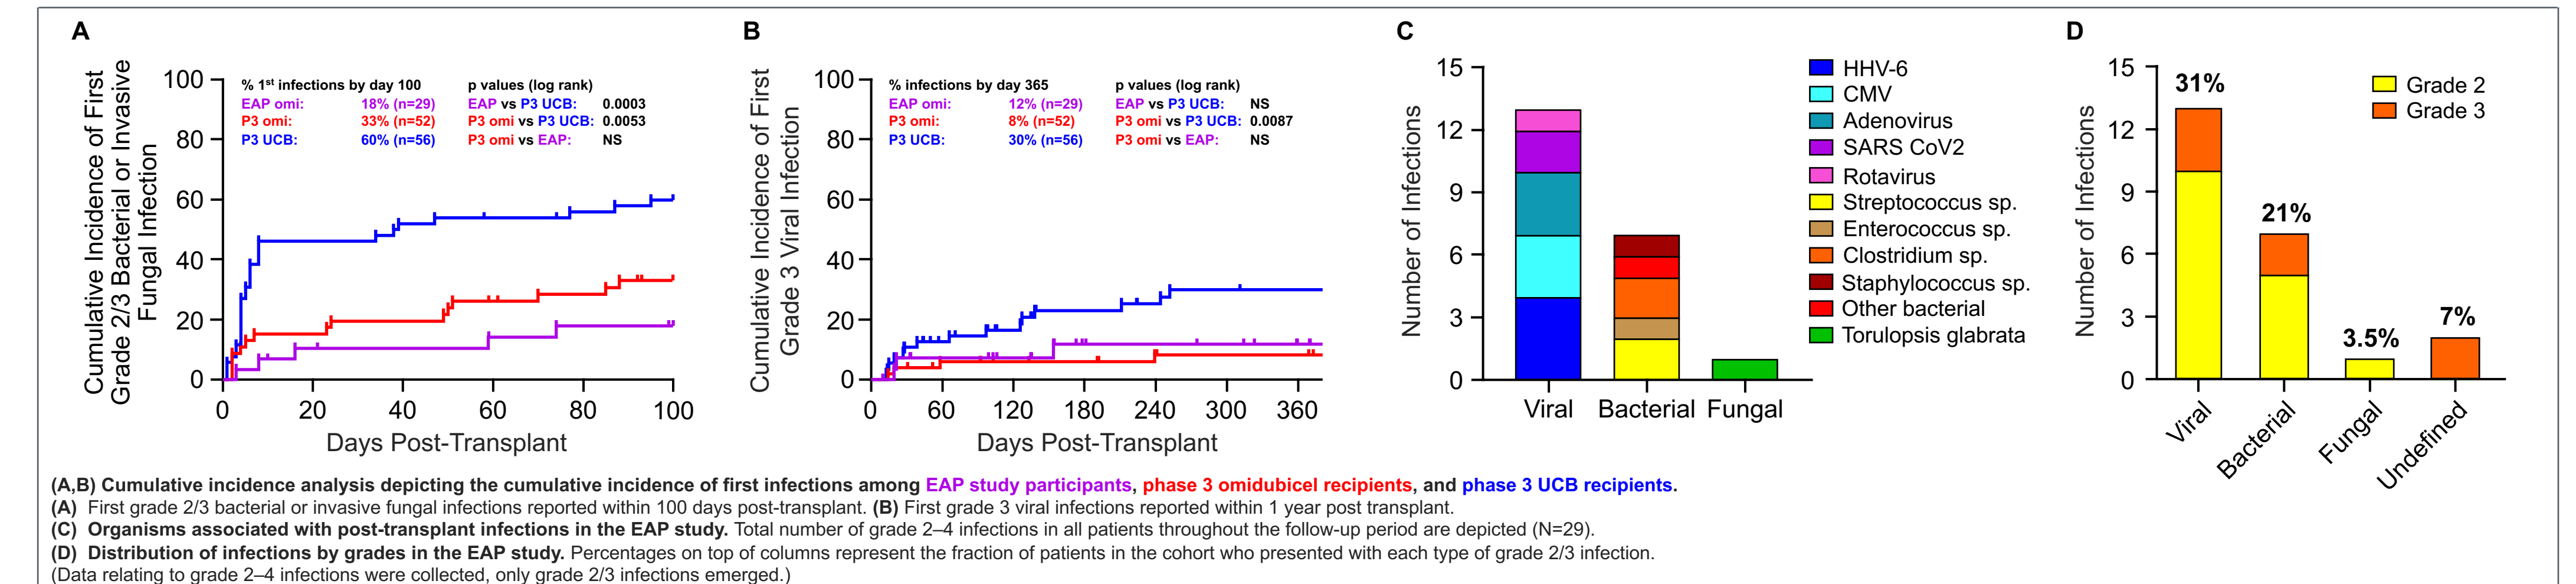 A
Cumulative Incidence of First
Grade 2/3 Bacterial or Invasive
Fungal Infection
100
80
60
40
20
0
% 1st infections by day 100 p values (log rank)
EAP omi: 18% (n=29) EAP vs P3 UCB: 0.0003
P3 omi: 33% (n=52) P3 omi vs P3 UCB: 0.0053
P3 UCB: 60% (n=56) P3 omi vs EAP: NS
0 20 40 60 80 100
Days Post-Transplant
B
Cumulative Incidence of First
Grade 3 Viral Infection
100
80
60
40
20
0
% infections by day 365 p values (log rank)
EAP omi: 12% (n=29) EAP vs P3 UCB: NS
P3 omi: 8% (n=52) P3 omi vs P3 UCB: 0.0087
P3 UCB: 30% (n=56) P3 omi vs EAP: NS
0 60 120 180 240 300 360
Days Post-Transplant
C
Number of Infections
15
12
9
6
3
0
Viral Bacterial Fungal
HHV-6
CMV
Adenovirus
SARS CoV2
Rotavirus
Streptococcus sp.
Enterococcus sp.
Clostridium sp.
Staphylococcus sp.
Other bacterial
Torulopsis glabrata
D
Number of Infections
15
12
9
6
3
0
31%
21%
3.5%
7%
Grade 2
Grade 3
Viral
Bacterial
Fungal
Undefined
(A,B) Cumulative incidence analysis depicting the cumulative incidence of first infections among EAP study participants, phase 3 omidubicel recipients, and phase 3 UCB recipients.
(A) First grade 2/3 bacterial or invasive fungal infections reported within 100 days post-transplant. (B) First grade 3 viral infections reported within 1 year post transplant.
(C) Organisms associated with post-transplant infections in the EAP study. Total number of grade 2–4 infections in all patients throughout the follow-up period are depicted (N=29).
(D) Distribution of infections by grades in the EAP study. Percentages on top of columns represent the fraction of patients in the cohort who presented with each type of grade 2/3 infection.
(Data relating to grade 2–4 infections were collected, only grade 2/3 infections emerged.)